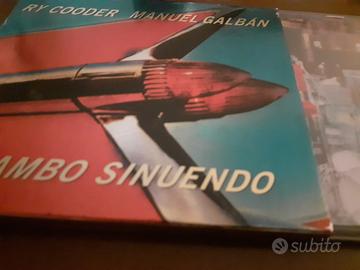 RY COODER MANUEL GALBÁN
AMBO SINUENDO
subito